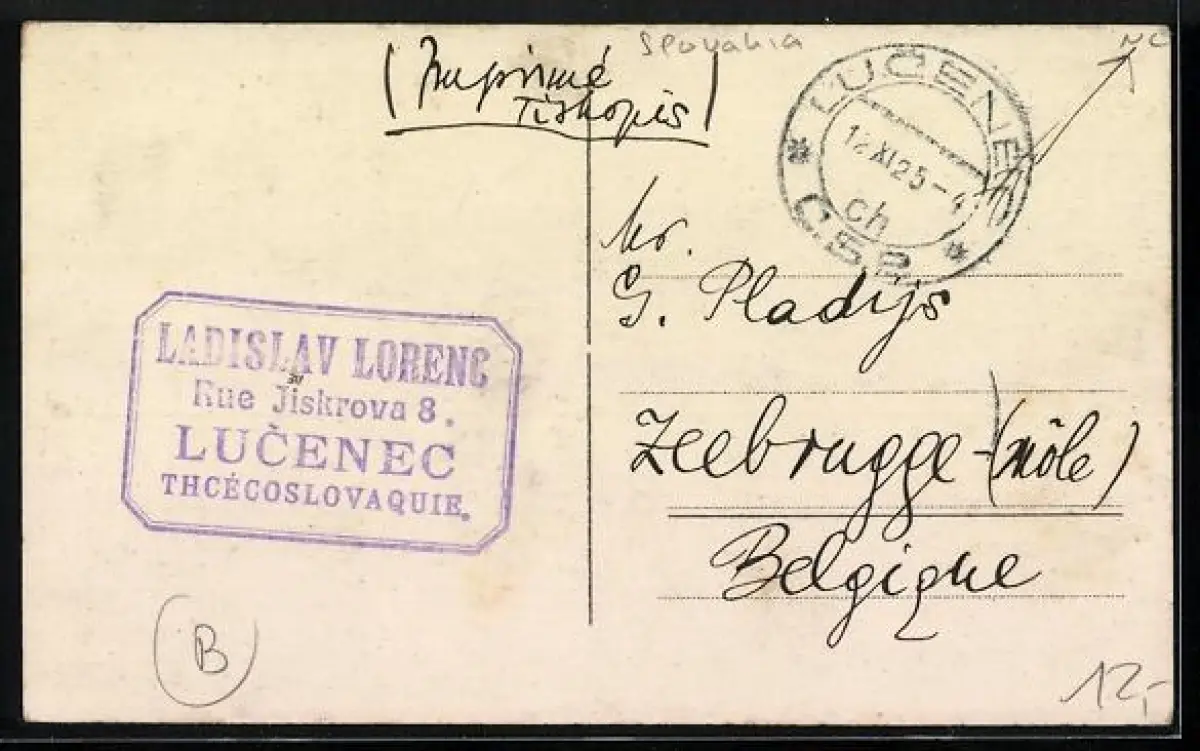 Slovakia
(Imprimé
Tiskopis)
LUČENEC
12 XI 25 - 4
ch
Č.S.R.
Mr.
G. Pladijs
Zeebrugge - (môle)
Belgique
LADISLAV LORENC
Rue Jiskrova 8.
LUČENEC
THCÉCOSLOVAQUIE.
B
12,-